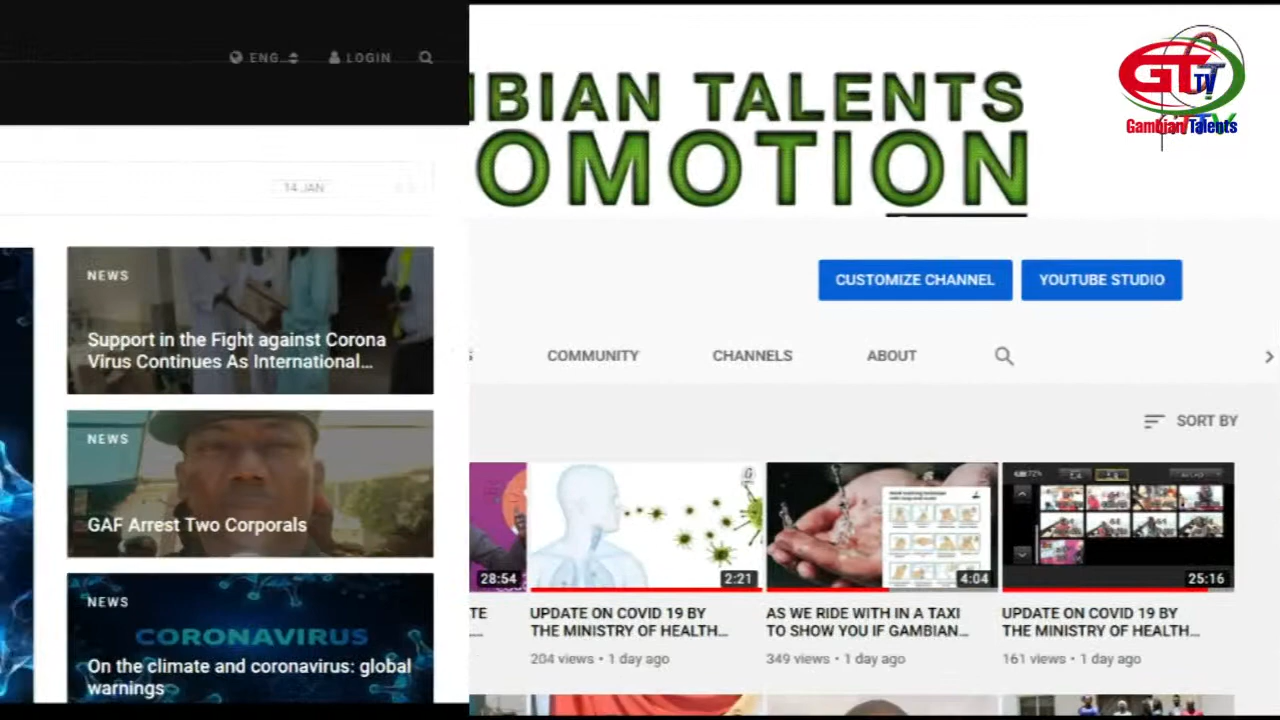 ENG
LOGIN
14 JAN
NEWS
Support in the Fight against Corona
Virus Continues As International...
NEWS
GAF Arrest Two Corporals
NEWS
CORONAVIRUS
On the climate and coronavirus: global
warnings
BIAN TALENTS
OMOTION
GT
TV
Gambian Talents
CUSTOMIZE CHANNEL
YOUTUBE STUDIO
S
COMMUNITY
CHANNELS
ABOUT
SORT BY
28:54
2:21
4:04
25:16
TE
...
UPDATE ON COVID 19 BY
THE MINISTRY OF HEALTH...
204 views • 1 day ago
AS WE RIDE WITH IN A TAXI
TO SHOW YOU IF GAMBIAN...
349 views • 1 day ago
UPDATE ON COVID 19 BY
THE MINISTRY OF HEALTH...
161 views • 1 day ago